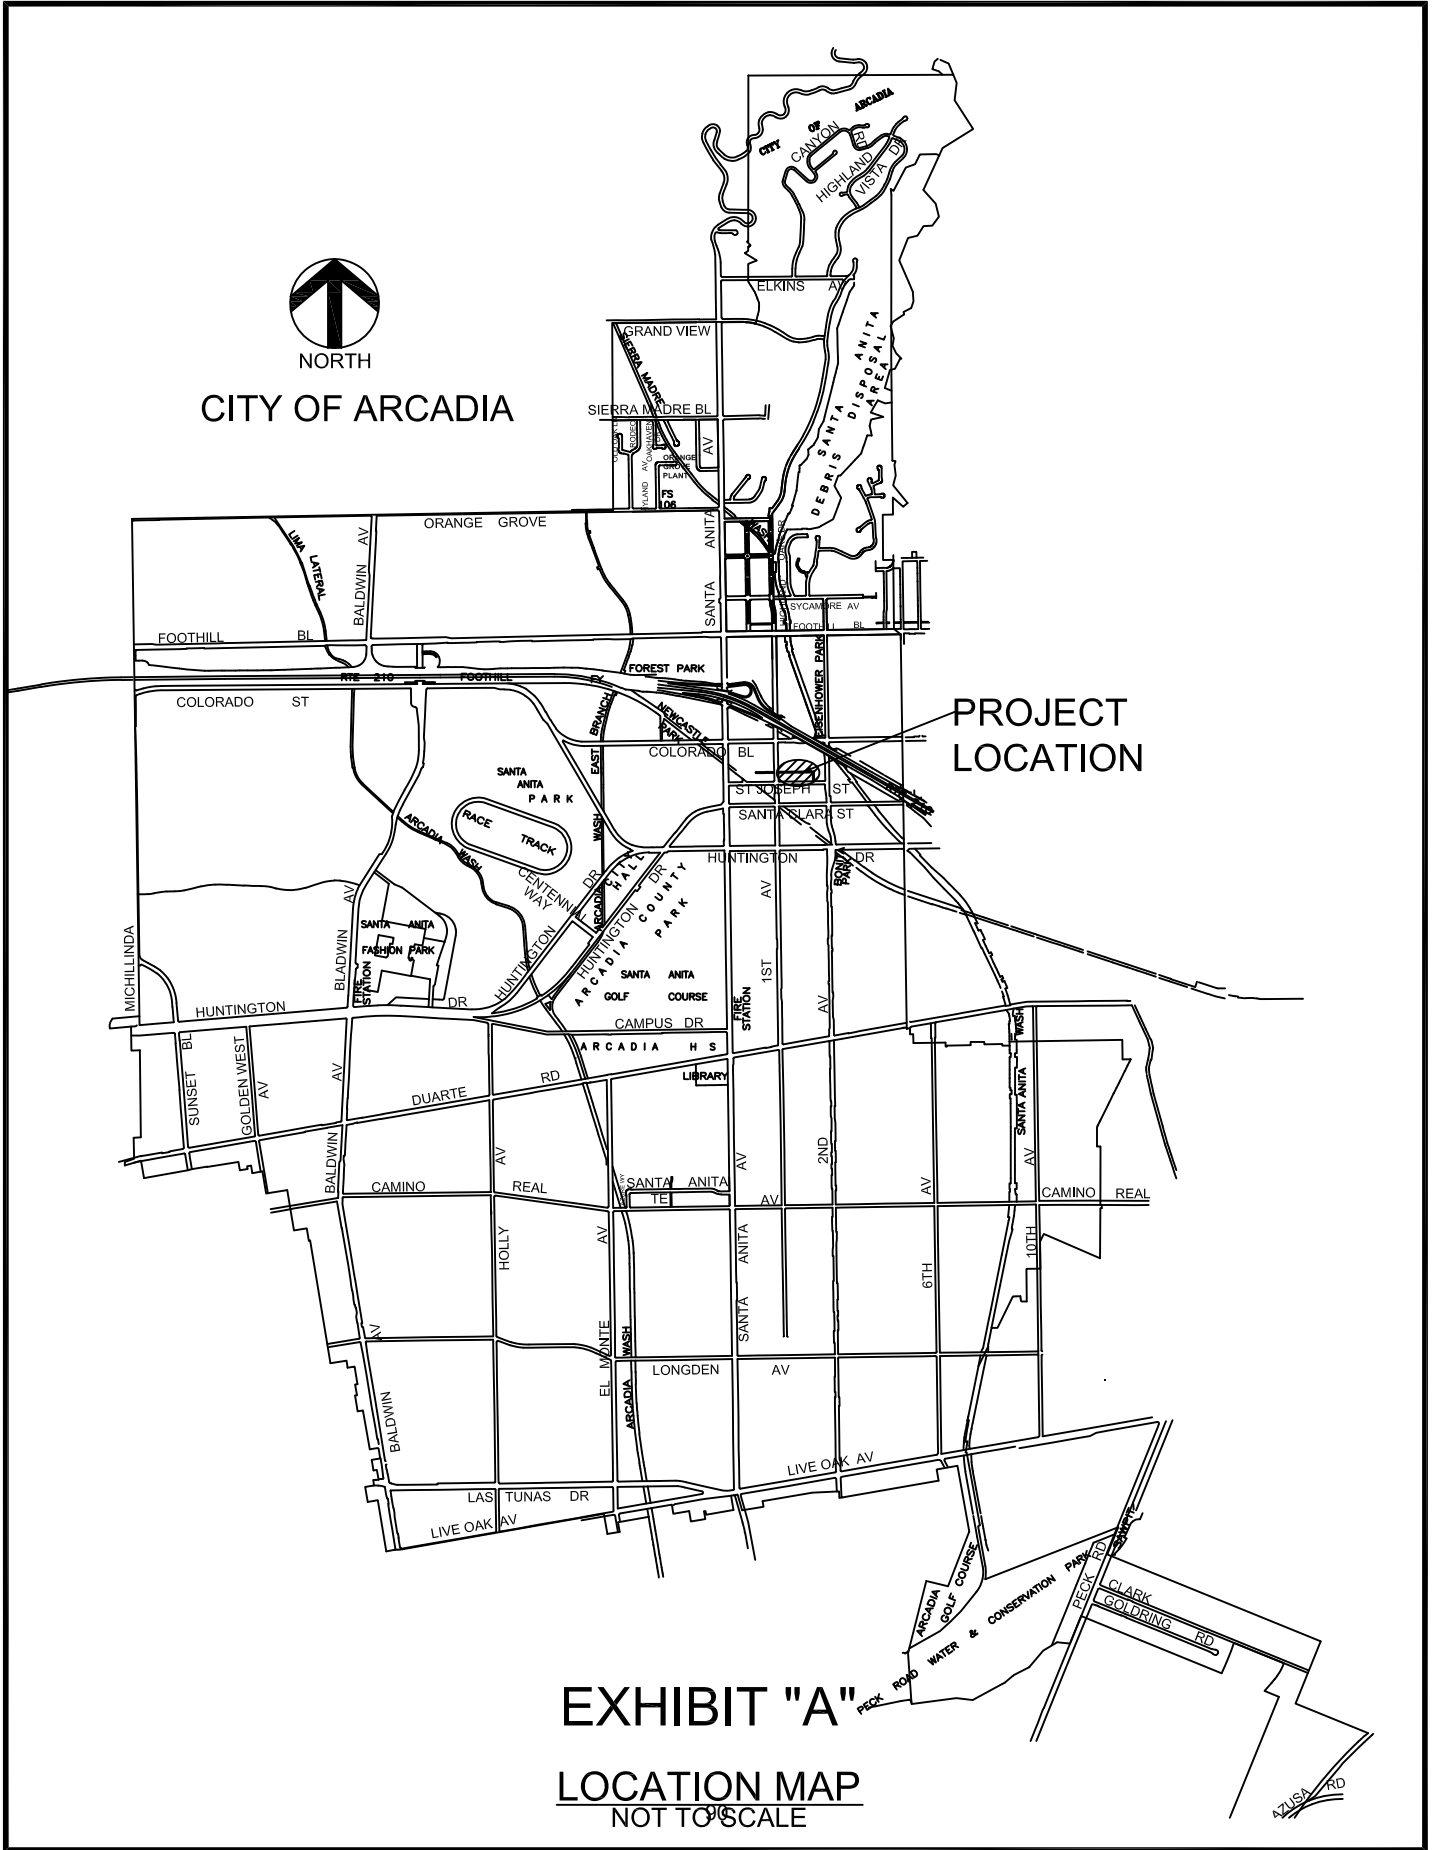 CITY OF ARCADIA
CANYON RD
HIGHLAND
VISTA DR
NORTH
CITY OF ARCADIA
ELKINS AV
GRAND VIEW
SIERRA MADRE
SANTA ANITA
DEBRIS DISPOSAL
AREA
SIERRA MADRE BL
RODEO
OAKHAVEN
AV
AV
ORANGE
GROVE
PLANT
FS
106
ORANGE GROVE
ANITA
WASH
LIMA LATERAL
BALDWIN AV
SANTA
SYCAMORE AV
FOOTHILL BL
FOOTHILL BL
EISENHOWER PARK
FOREST PARK
RTE 210 FOOTHILL
FY
COLORADO ST
EAST BRANCH
NEWCASTLE
PARK
PROJECT
LOCATION
COLORADO BL
SANTA
ANITA
PARK
ST JOSEPH ST
SANTA CLARA ST
RACE
TRACK
ARCADIA WASH
WASH
ARCADIA
HUNTINGTON DR
BONITA
PARK
CITY
HALL
CENTENNIAL
WAY
HUNTINGTON DR
HUNTINGTON DR
ARCADIA COUNTY
PARK
AV
1ST
BLADWIN AV
SANTA ANITA
FASHION PARK
FIRE
STATION
MICHILLINDA
SANTA ANITA
GOLF COURSE
FIRE
STATION
AV
HUNTINGTON DR
CAMPUS DR
ARCADIA HS
SUNSET BL
GOLDEN WEST
AV
AV
LIBRARY
DUARTE RD
SANTA ANITA WASH
BALDWIN
AV
AV
2ND
AV
AV
CAMINO REAL
SANTA ANITA
TE
AV
CAMINO REAL
HOLLY
AV
ANITA
SANTA
6TH
10TH
AV
EL MONTE
ARCADIA WASH
LONGDEN AV
BALDWIN
LIVE OAK AV
LAS TUNAS DR
LIVE OAK AV
SAWPIT
ARCADIA
GOLF COURSE
PECK ROAD WATER & CONSERVATION PARK
PECK RD
CLARK
GOLDRING RD
EXHIBIT "A"
LOCATION MAP
NOT TO SCALE
90
AZUSA RD